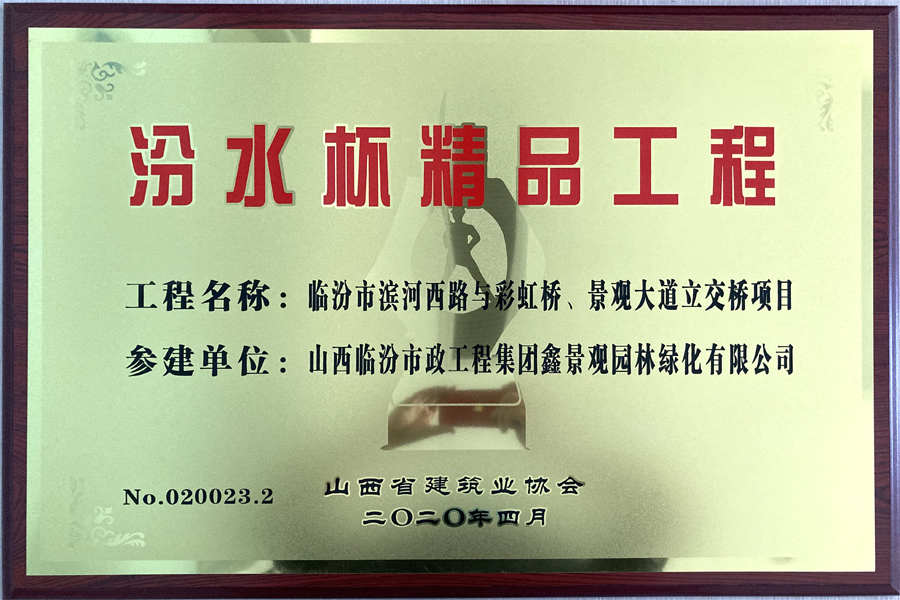 汾水杯精品工程
工程名称：临汾市滨河西路与彩虹桥、景观大道立交桥项目
参建单位：山西临汾市政工程集团鑫景观园林绿化有限公司
No.020023.2
山西省建筑业协会
二〇二〇年四月